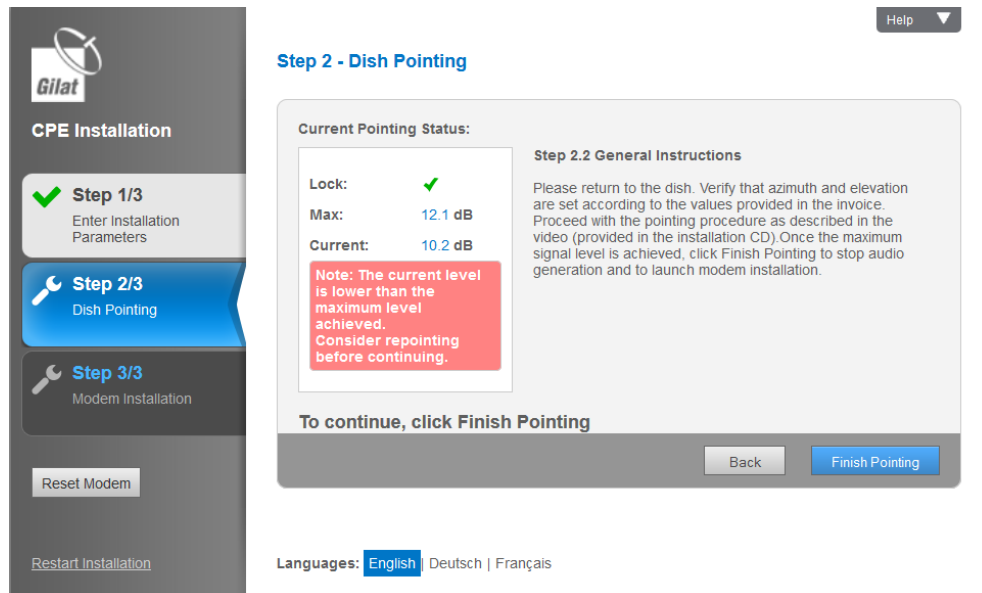 Help
Gilat
CPE Installation
Step 1/3
Enter Installation
Parameters
Step 2/3
Dish Pointing
Step 3/3
Modem Installation
Reset Modem
Restart Installation
Step 2 - Dish Pointing
Current Pointing Status:
Lock:
Max: 12.1 dB
Current: 10.2 dB
Note: The current level
is lower than the
maximum level
achieved.
Consider repointing
before continuing.
Step 2.2 General Instructions
Please return to the dish. Verify that azimuth and elevation
are set according to the values provided in the invoice.
Proceed with the pointing procedure as described in the
video (provided in the installation CD).Once the maximum
signal level is achieved, click Finish Pointing to stop audio
generation and to launch modem installation.
To continue, click Finish Pointing
Back
Finish Pointing
Languages: English | Deutsch | Français